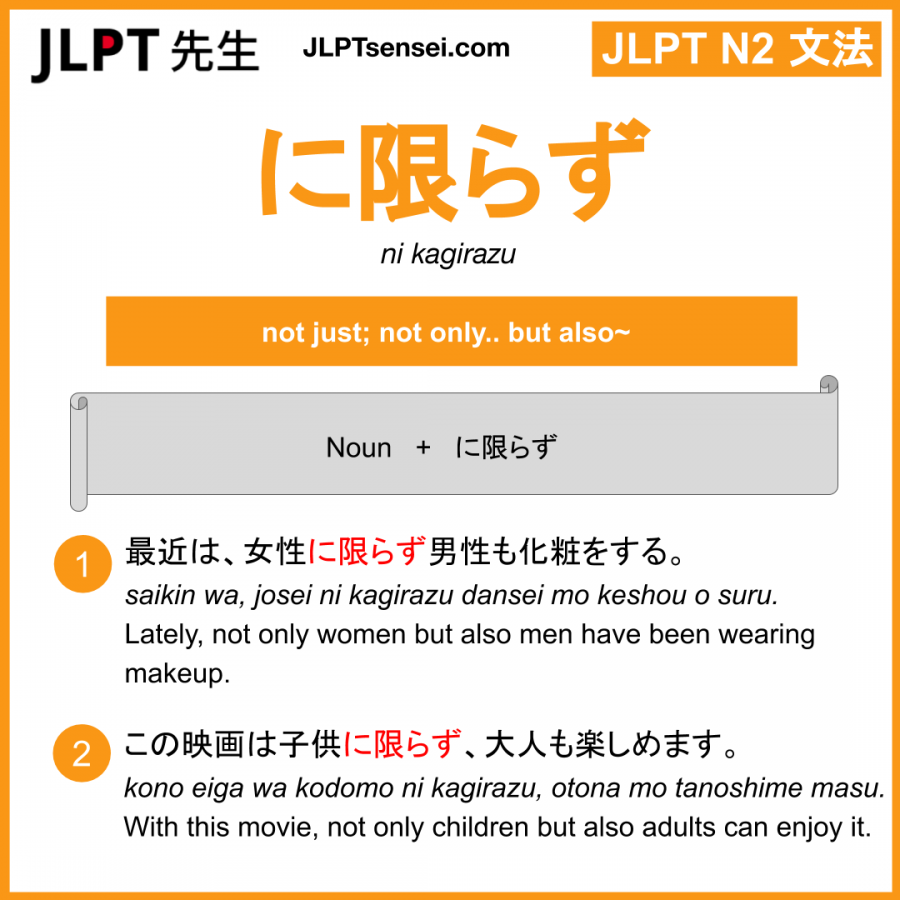 JLPT先生
JLPTsensei.com
JLPT N2 文法
に限らず
ni kagirazu
not just; not only.. but also~
Noun + に限らず
1
最近は、女性に限らず男性も化粧をする。
saikin wa, josei ni kagirazu dansei mo keshou o suru.
Lately, not only women but also men have been wearing
makeup.
2
この映画は子供に限らず、大人も楽しめます。
kono eiga wa kodomo ni kagirazu, otona mo tanoshime masu.
With this movie, not only children but also adults can enjoy it.